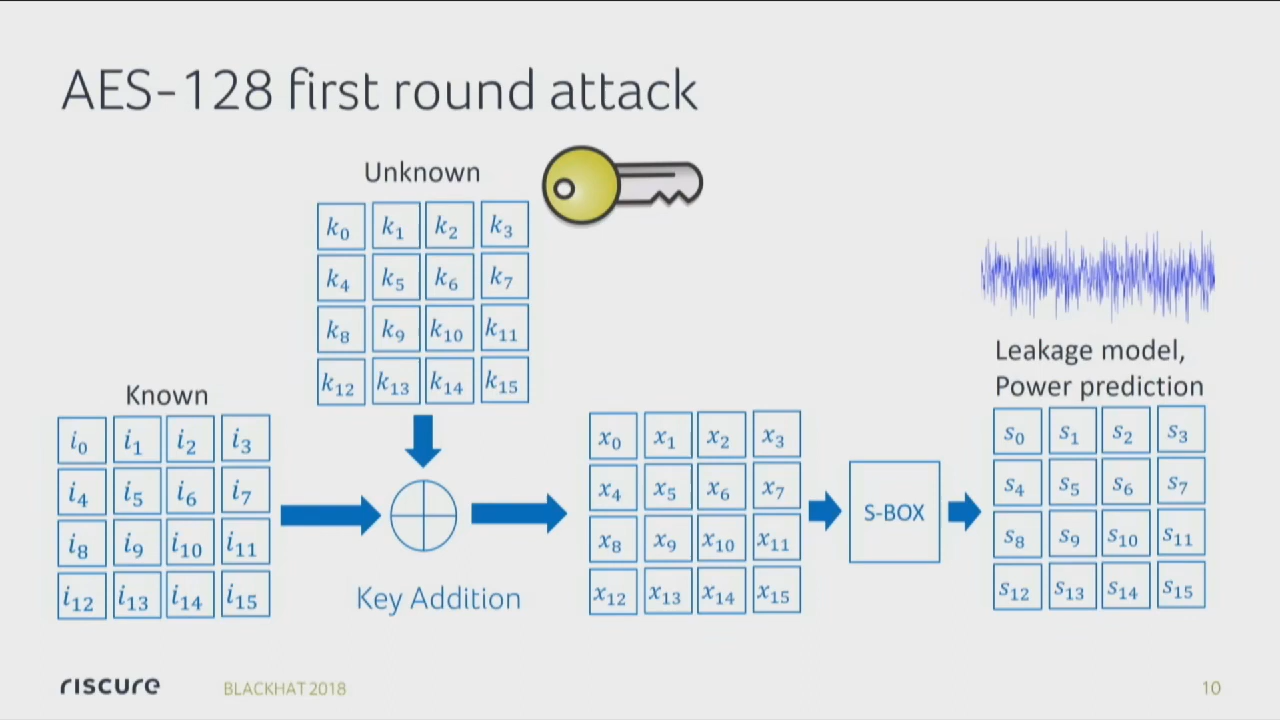 AES-128 first round attack
Unknown
k0 k1 k2 k3
k4 k5 k6 k7
k8 k9 k10 k11
k12 k13 k14 k15
Known
i0 i1 i2 i3
i4 i5 i6 i7
i8 i9 i10 i11
i12 i13 i14 i15
Key Addition
x0 x1 x2 x3
x4 x5 x6 x7
x8 x9 x10 x11
x12 x13 x14 x15
S-BOX
Leakage model,
Power prediction
s0 s1 s2 s3
s4 s5 s6 s7
s8 s9 s10 s11
s12 s13 s14 s15
riscure
BLACKHAT 2018
10